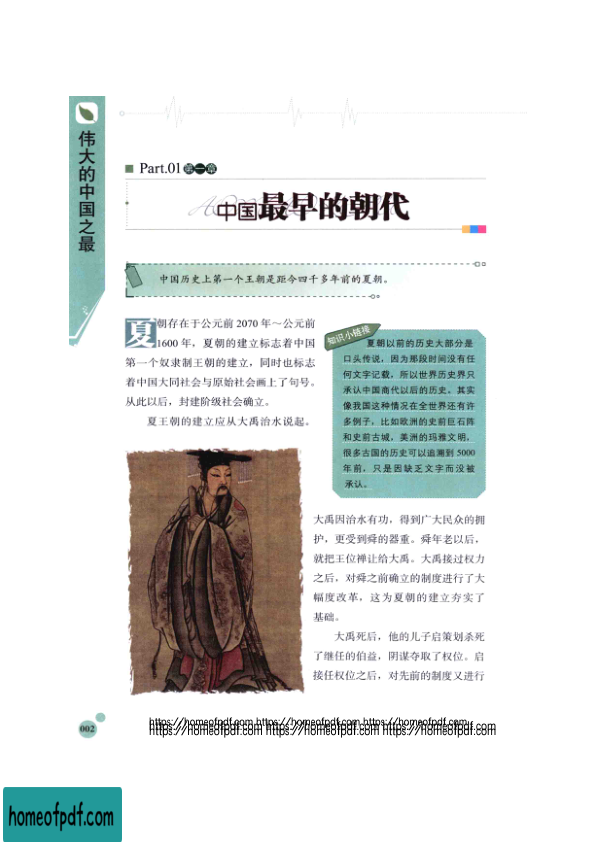 伟大的中国之最
Part.01 第一章
中国最早的朝代
中国历史上第一个王朝是距今四千多年前的夏朝。
夏朝存在于公元前 2070 年～公元前
1600 年，夏朝的建立标志着中国
第一个奴隶制王朝的建立，同时也标志
着中国大同社会与原始社会画上了句号。
从此以后，封建阶级社会确立。
夏王朝的建立应从大禹治水说起。
知识小链接
夏朝以前的历史大部分是
口头传说，因为那段时间没有任
何文字记载，所以世界历史界只
承认中国商代以后的历史。其实
像我国这种情况在全世界还有许
多例子，比如欧洲的史前巨石阵
和史前古城，美洲的玛雅文明，
很多古国的历史可以追溯到 5000
年前，只是因缺乏文字而没被
承认。
大禹因治水有功，得到广大民众的拥
护，更受到舜的器重。舜年老以后，
就把王位禅让给大禹。大禹接过权力
之后，对舜之前确立的制度进行了大
幅度改革，这为夏朝的建立夯实了
基础。
大禹死后，他的儿子启策划杀死
了继任的伯益，阴谋夺取了权位。启
接任权位之后，对先前的制度又进行
002
https://homeofpdf.com https://homeofpdf.com https://homeofpdf.com
https://homeofpdf.com https://homeofpdf.com https://homeofpdf.com
homeofpdf.com